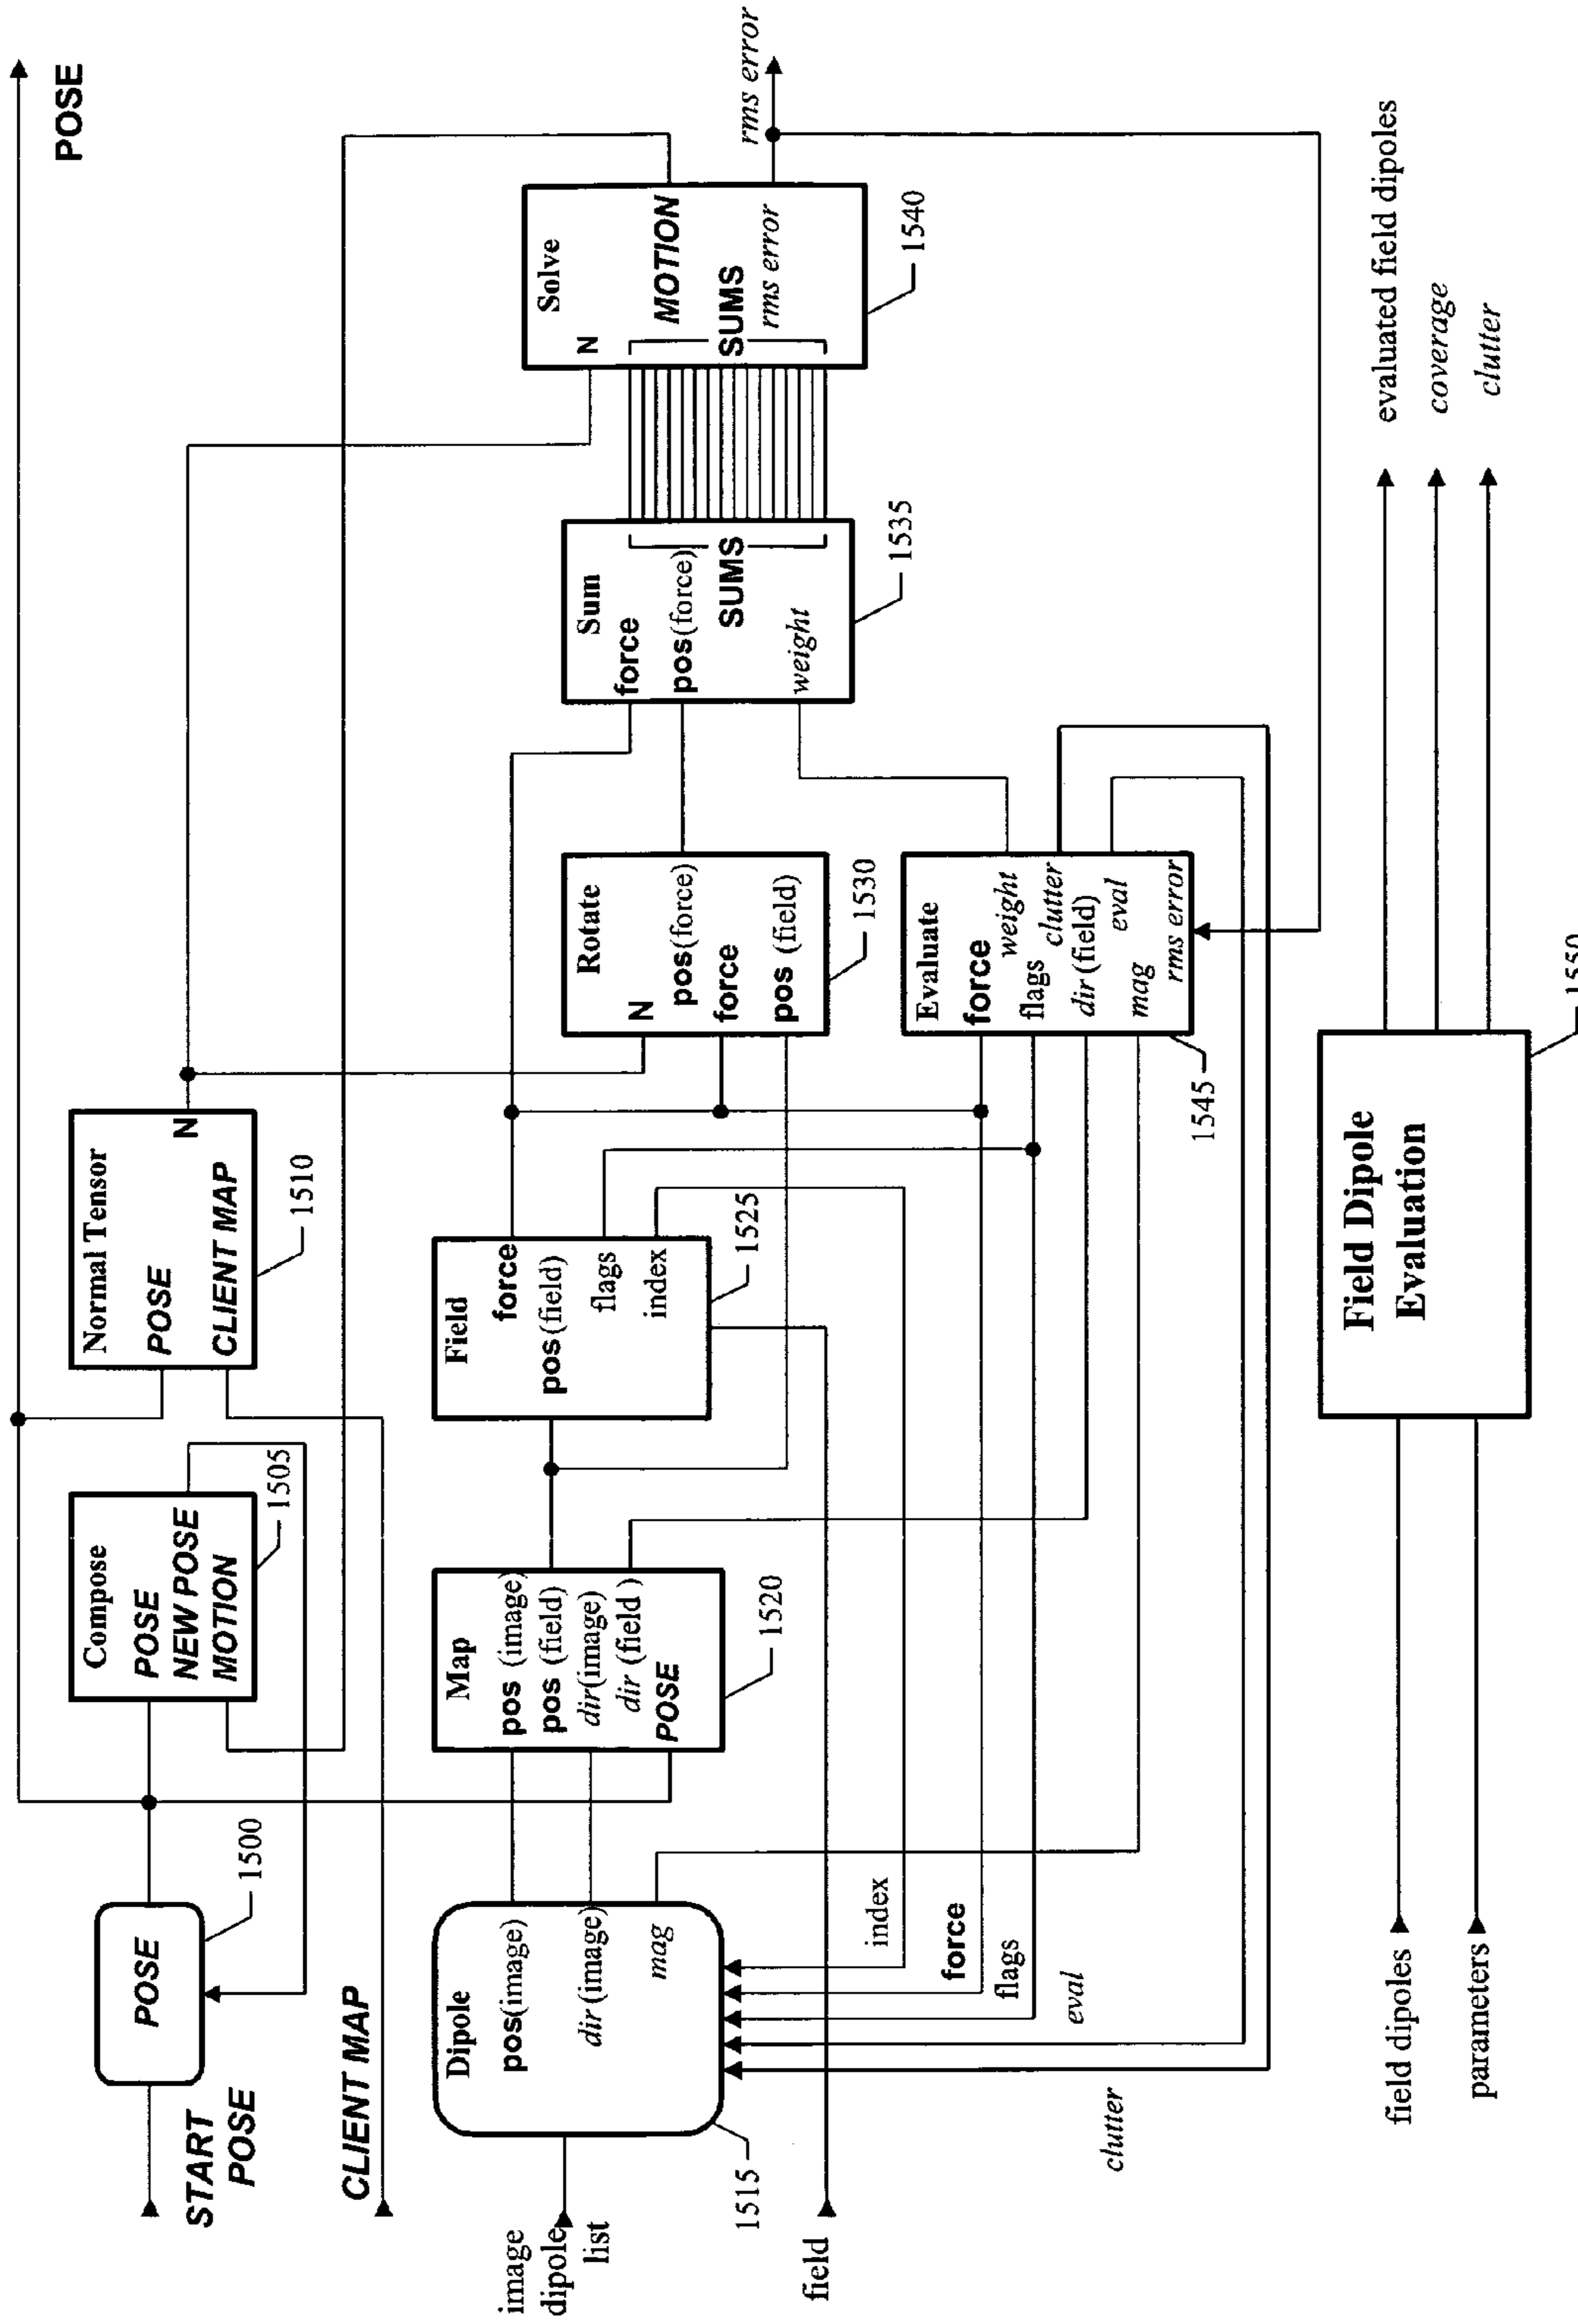 POSE
START
POSE
POSE
1500
Compose
POSE
NEW POSE
MOTION
1505
Normal Tensor
POSE
CLIENT MAP
N
1510
CLIENT MAP
image
dipole
list
Dipole
pos(image)
dir(image)
mag
1515
Map
pos (image)
pos (field)
dir(image)
dir (field )
POSE
1520
Field
force
pos(field)
flags
index
1525
Rotate
N
pos(force)
force
pos (field)
1530
Sum
force
pos(force)
SUMS
weight
1535
Solve
N
MOTION
SUMS
rms error
1540
rms error
field
index
force
flags
eval
clutter
Evaluate
force
weight
flags
clutter
dir(field)
eval
mag
rms error
1545
field dipoles
parameters
Field Dipole
Evaluation
evaluated field dipoles
coverage
clutter